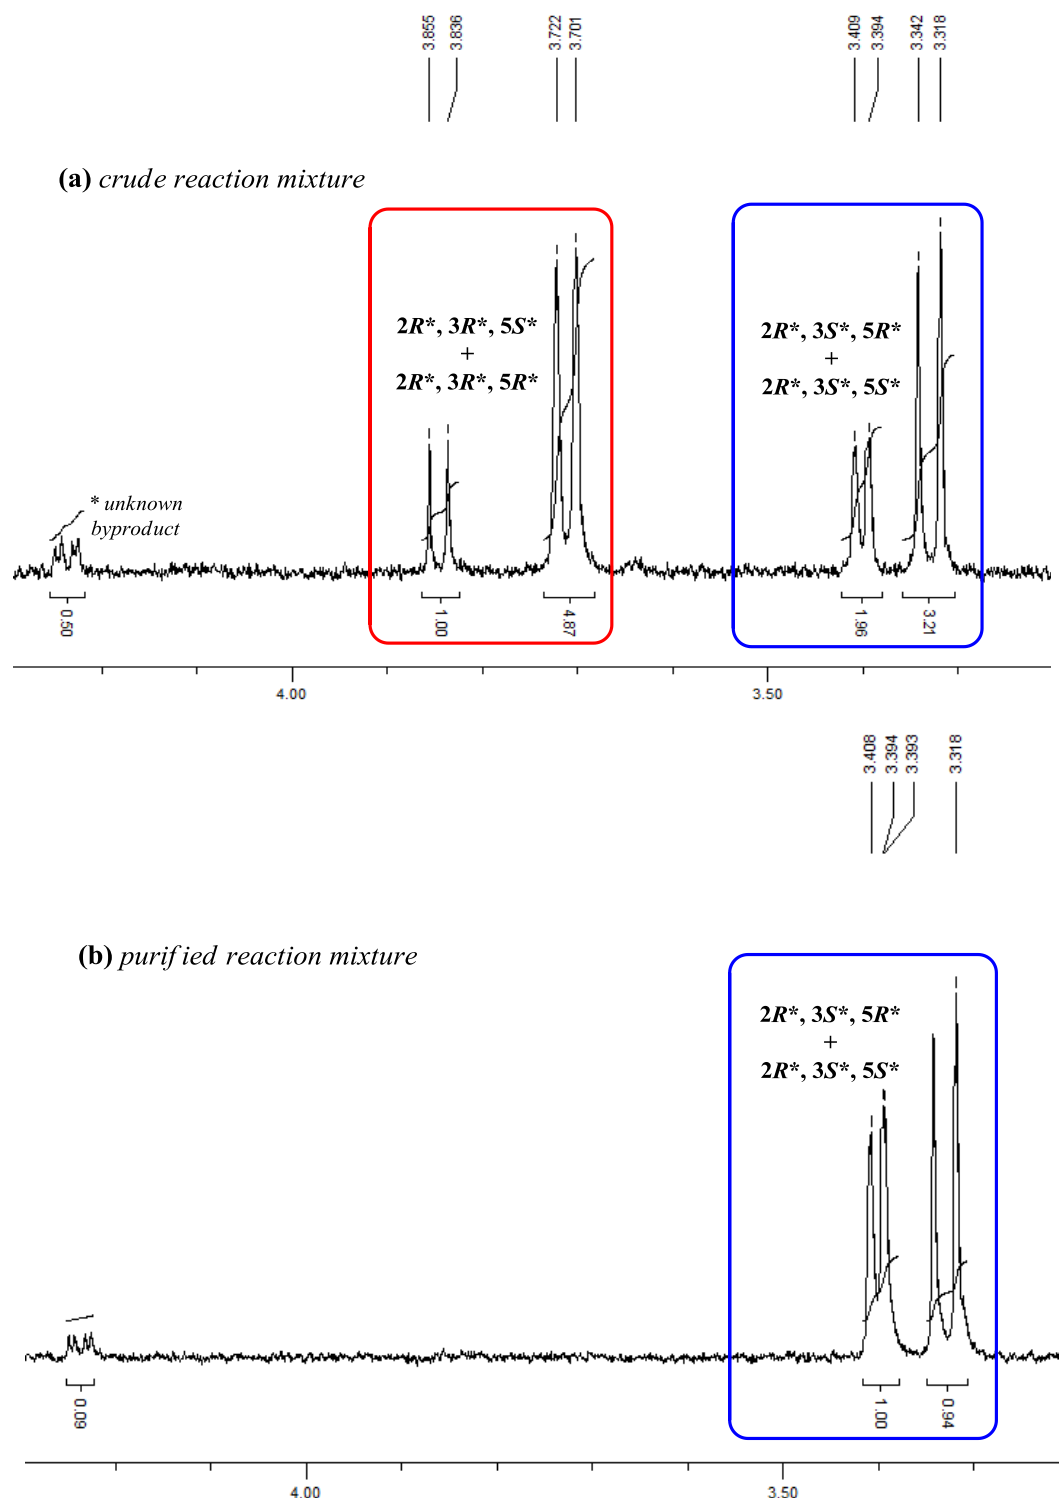 3.855
3.836
3.722
3.701
3.409
3.394
3.342
3.318
(a) crude reaction mixture
2R*, 3R*, 5S*
+
2R*, 3R*, 5R*
2R*, 3S*, 5R*
+
2R*, 3S*, 5S*
* unknown
byproduct
0.50
1.00
4.87
1.96
3.21
4.00
3.50
3.408
3.394
3.393
3.318
(b) purified reaction mixture
2R*, 3S*, 5R*
+
2R*, 3S*, 5S*
0.09
1.00
0.94
4.00
3.50